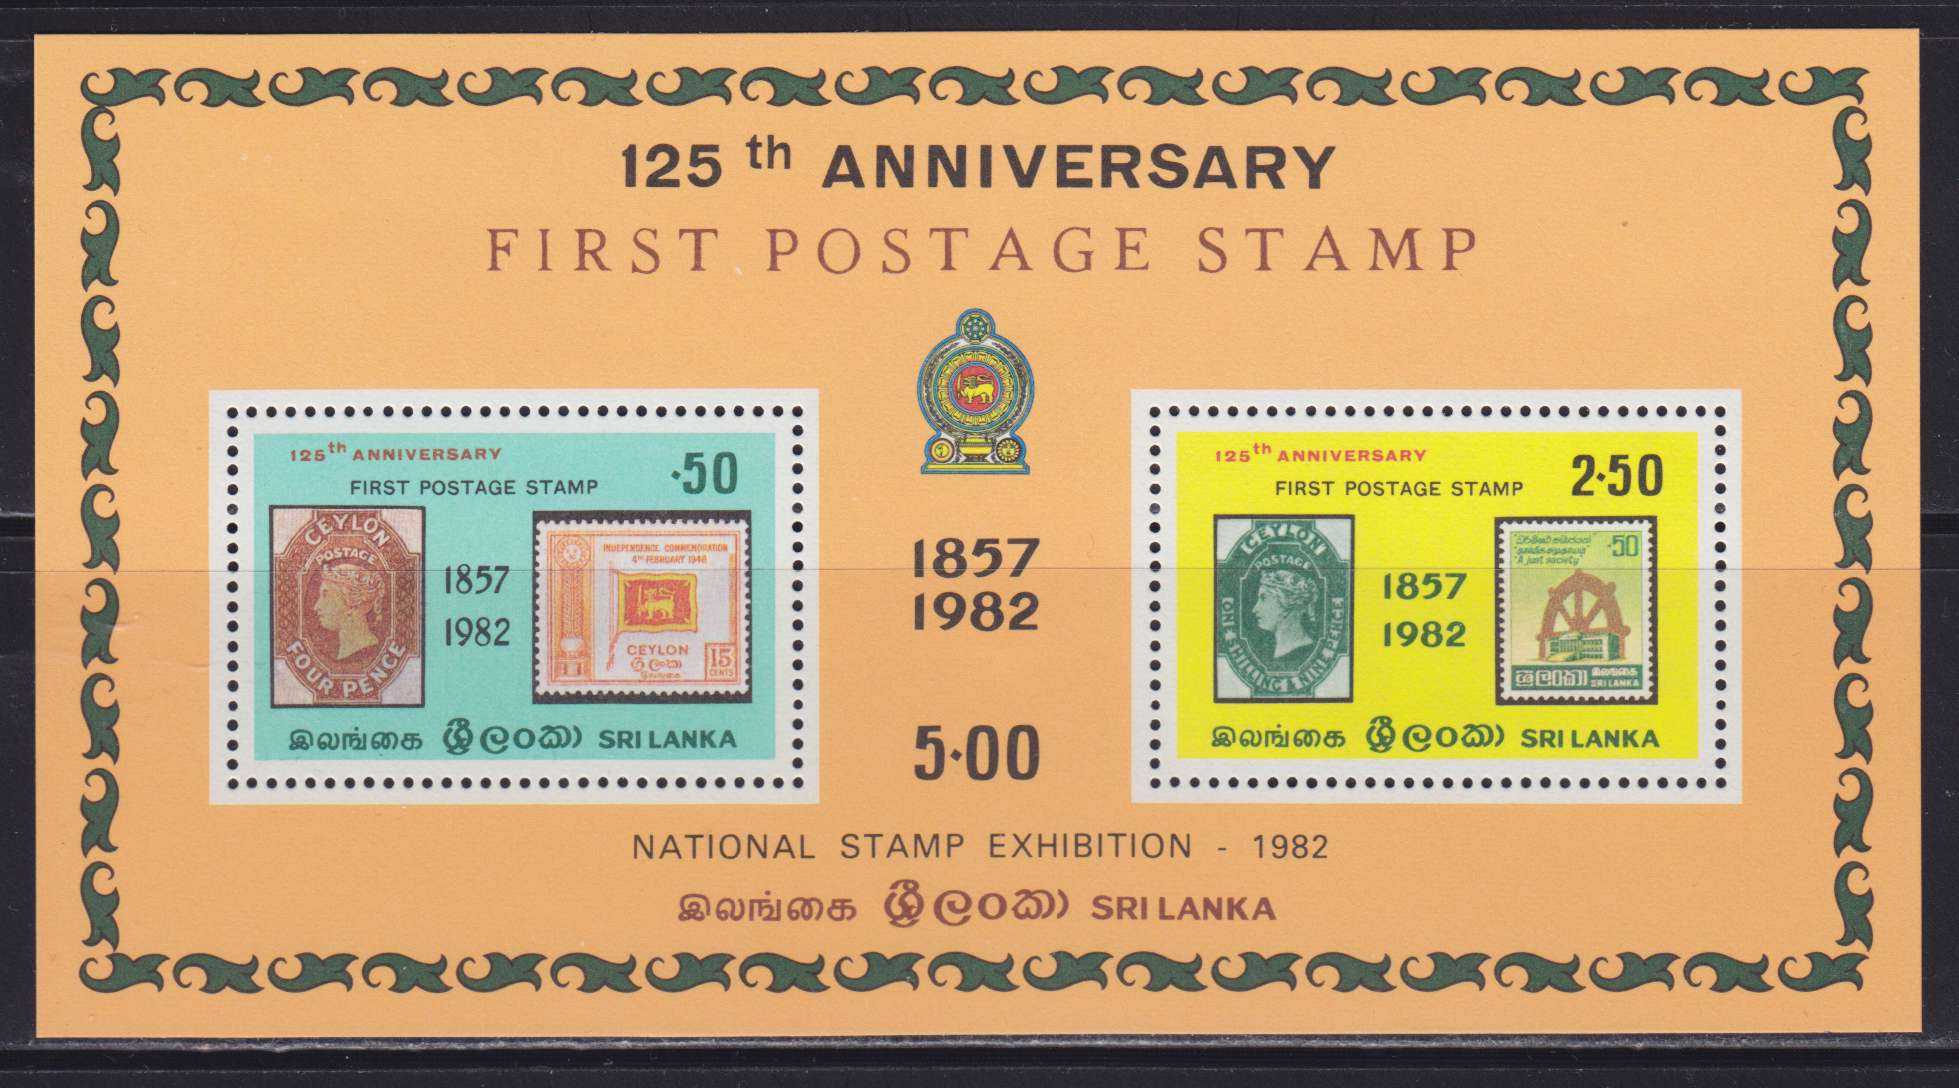 125th ANNIVERSARY
FIRST POSTAGE STAMP
125th ANNIVERSARY
.50
FIRST POSTAGE STAMP
CEYLON
POSTAGE
FOUR PENCE
1857
1982
INDEPENDENCE COMMEMORATION
4TH FEBRUARY 1948
CEYLON
ශ්‍රී ලංකා
இலங்கை
15
CENTS
இலங்கை ශ්‍රී ලංකා SRI LANKA
1857
1982
5.00
125th ANNIVERSARY
2.50
FIRST POSTAGE STAMP
CEYLON
POSTAGE
ONE SHILLING & NINE PENCE
1857
1982
.50
"A just society"
ශ්‍රී ලංකා இலங்கை
SRI LANKA
இலங்கை ශ්‍රී ලංකා SRI LANKA
NATIONAL STAMP EXHIBITION - 1982
இலங்கை ශ්‍රී ලංකා SRI LANKA